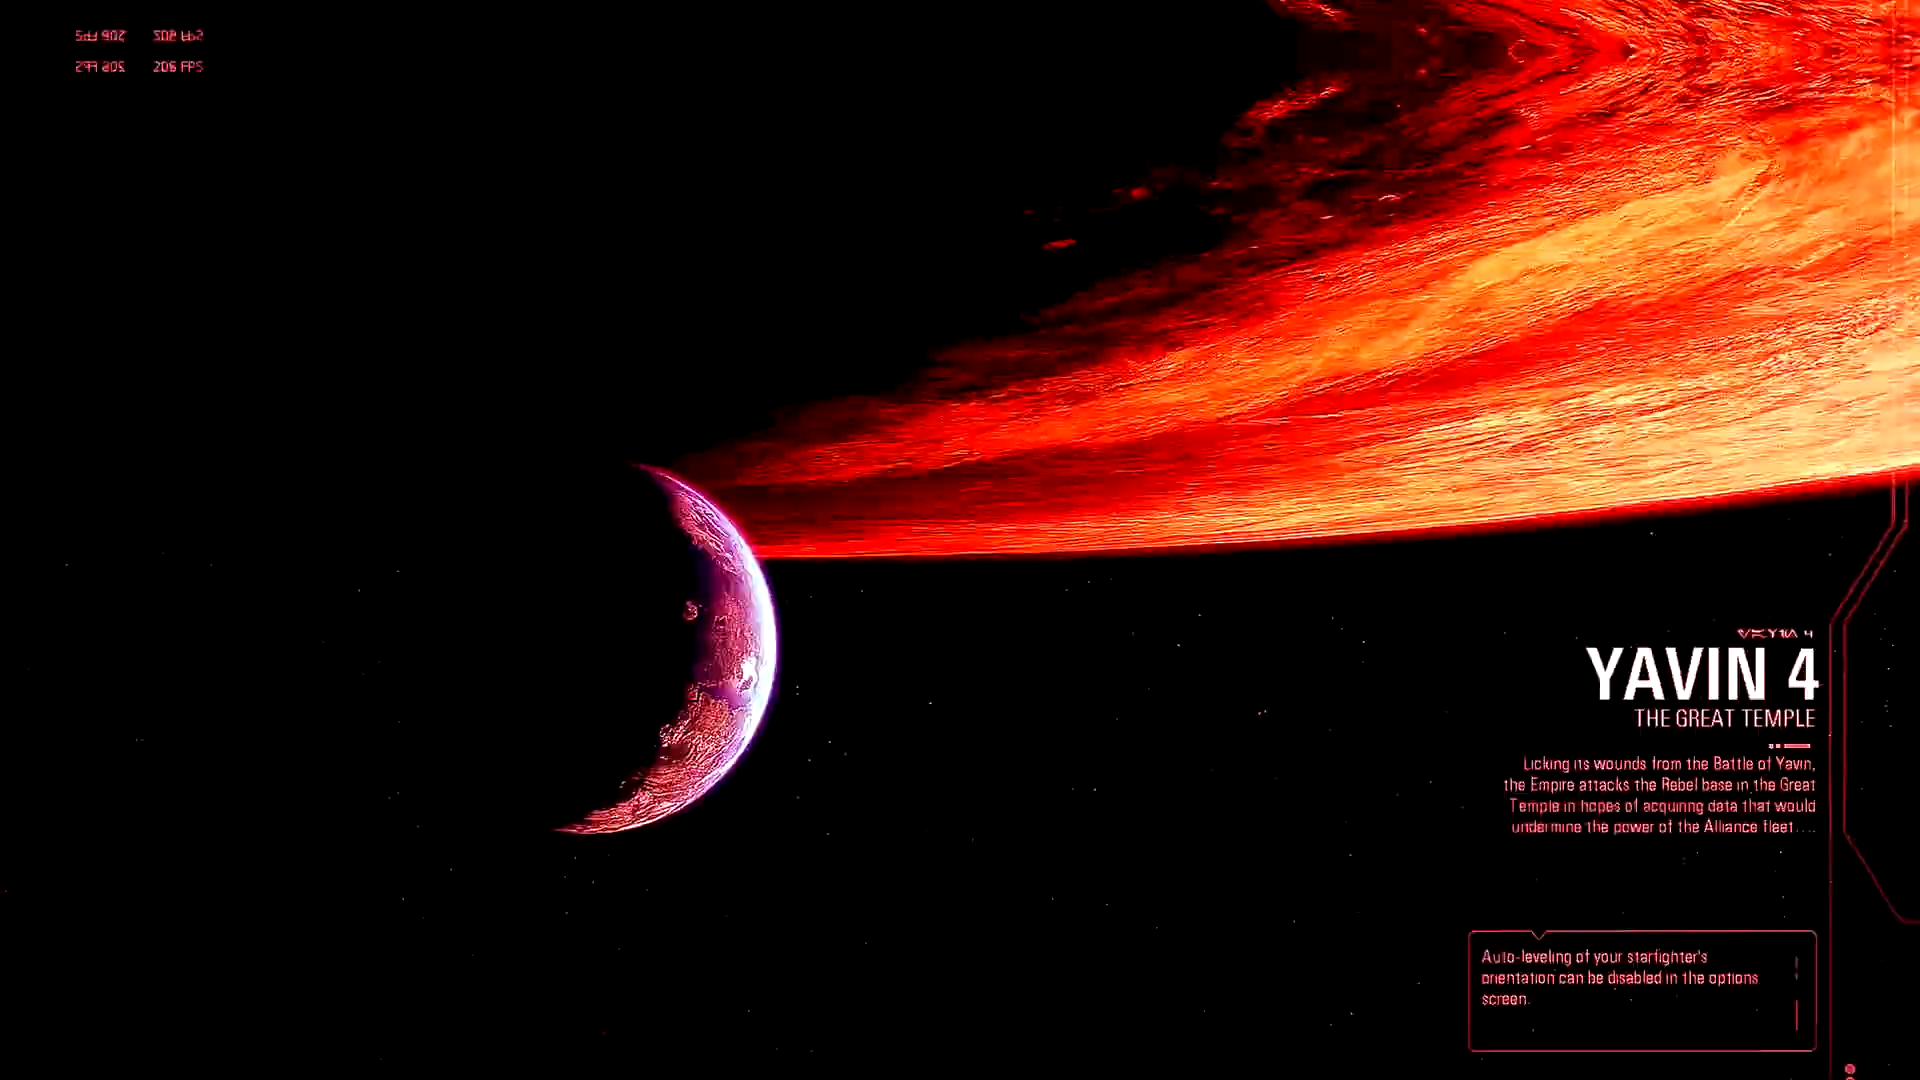 206 FPS
YAVIN 4
THE GREAT TEMPLE
Licking its wounds from the Battle of Yavin,
the Empire attacks the Rebel base in the Great
Temple in hopes of acquiring data that would
undermine the power of the Alliance fleet....
Auto-leveling of your starfighter's
orientation can be disabled in the options
screen.